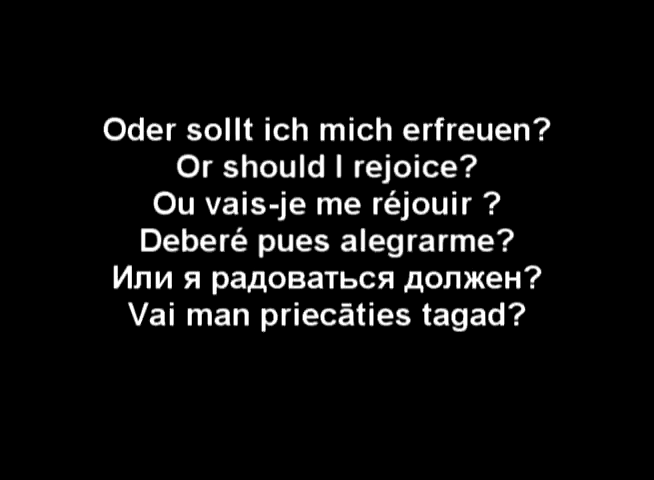 Oder sollt ich mich erfreuen?
Or should I rejoice?
Ou vais-je me réjouir ?
Deberé pues alegrarme?
Или я радоваться должен?
Vai man priecāties tagad?